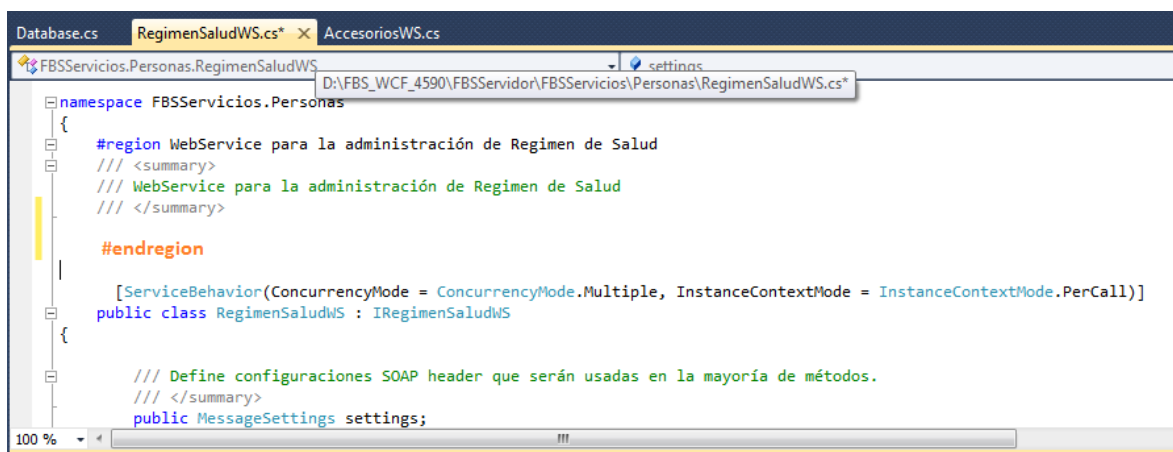 Database.cs RegimenSaludWS.cs* AccesoriosWS.cs
FBSServicios.Personas.RegimenSaludWS settings
D:\FBS_WCF_4590\FBSServidor\FBSServicios\Personas\RegimenSaludWS.cs*
namespace FBSServicios.Personas
{
#region WebService para la administración de Regimen de Salud
/// <summary>
/// WebService para la administración de Regimen de Salud
/// </summary>
#endregion
[ServiceBehavior(ConcurrencyMode = ConcurrencyMode.Multiple, InstanceContextMode = InstanceContextMode.PerCall)]
public class RegimenSaludWS : IRegimenSaludWS
{
/// Define configuraciones SOAP header que serán usadas en la mayoría de métodos.
/// </summary>
public MessageSettings settings;
100 %